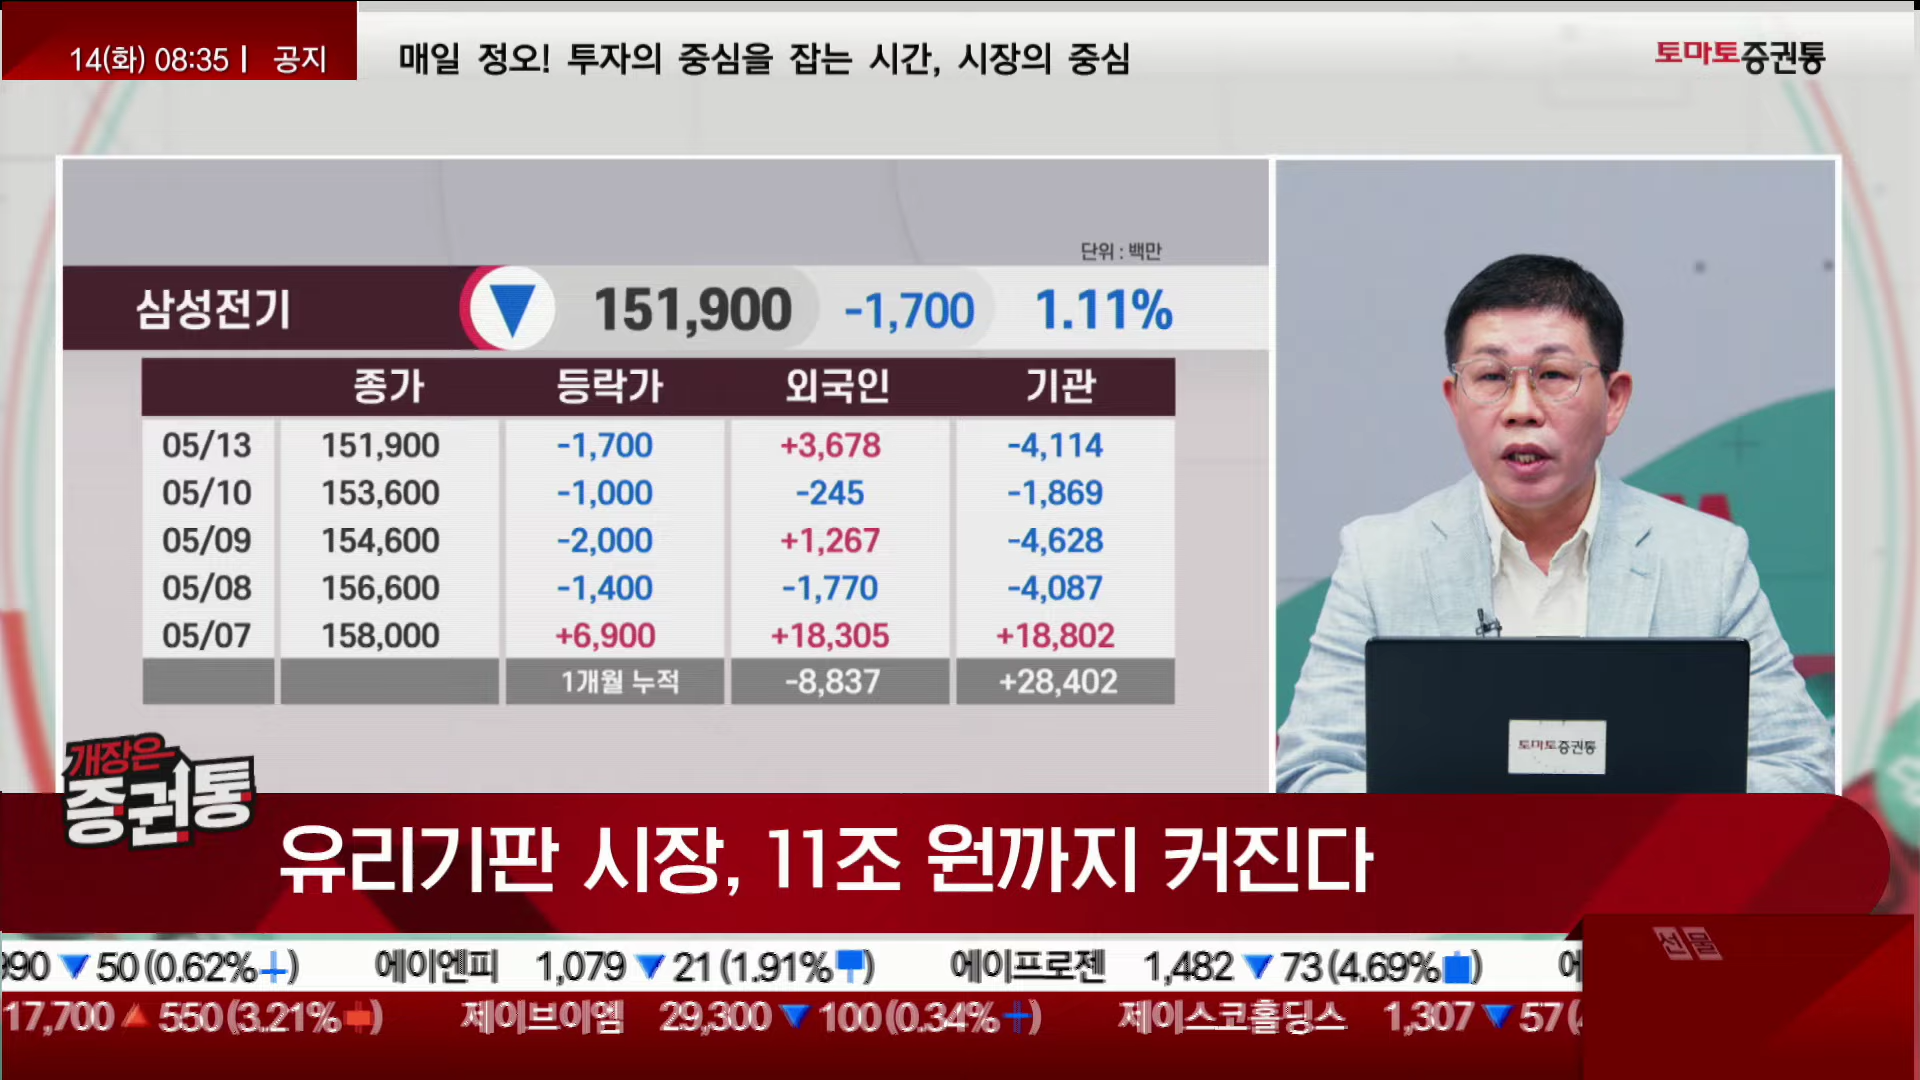 14(화) 08:35 | 공지
매일 정오! 투자의 중심을 잡는 시간, 시장의 중심
토마토증권통
단위 : 백만
삼성전기 ▼ 151,900 -1,700 1.11%
종가 등락가 외국인 기관
05/13 151,900 -1,700 +3,678 -4,114
05/10 153,600 -1,000 -245 -1,869
05/09 154,600 -2,000 +1,267 -4,628
05/08 156,600 -1,400 -1,770 -4,087
05/07 158,000 +6,900 +18,305 +18,802
1개월 누적 -8,837 +28,402
토마토증권통
개장은
증권통
유리기판 시장, 11조 원까지 커진다
선물
990 ▼ 50 (0.62%) 에이엔피 1,079 ▼ 21 (1.91%) 에이프로젠 1,482 ▼ 73 (4.69%) 에
17,700 ▲ 550 (3.21%) 제이브이엠 29,300 ▼ 100 (0.34%) 제이스코홀딩스 1,307 ▼ 57 (